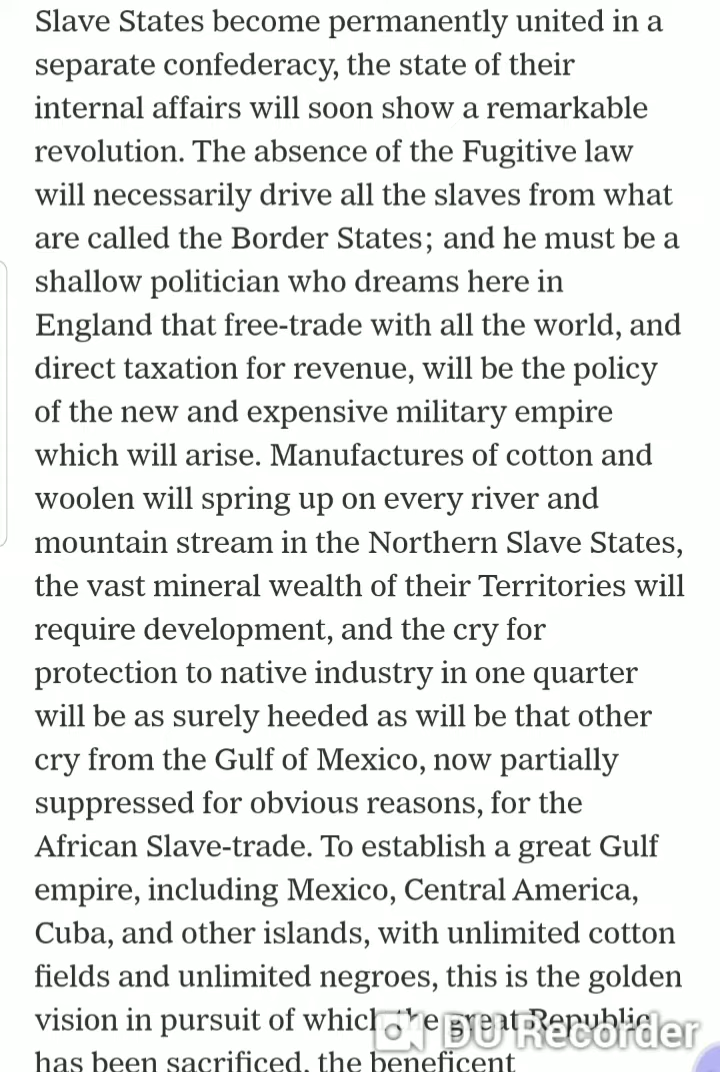 Slave States become permanently united in a
separate confederacy, the state of their
internal affairs will soon show a remarkable
revolution. The absence of the Fugitive law
will necessarily drive all the slaves from what
are called the Border States; and he must be a
shallow politician who dreams here in
England that free-trade with all the world, and
direct taxation for revenue, will be the policy
of the new and expensive military empire
which will arise. Manufactures of cotton and
woolen will spring up on every river and
mountain stream in the Northern Slave States,
the vast mineral wealth of their Territories will
require development, and the cry for
protection to native industry in one quarter
will be as surely heeded as will be that other
cry from the Gulf of Mexico, now partially
suppressed for obvious reasons, for the
African Slave-trade. To establish a great Gulf
empire, including Mexico, Central America,
Cuba, and other islands, with unlimited cotton
fields and unlimited negroes, this is the golden
vision in pursuit of which the great Republic
DU Recorder
has been sacrificed, the beneficent